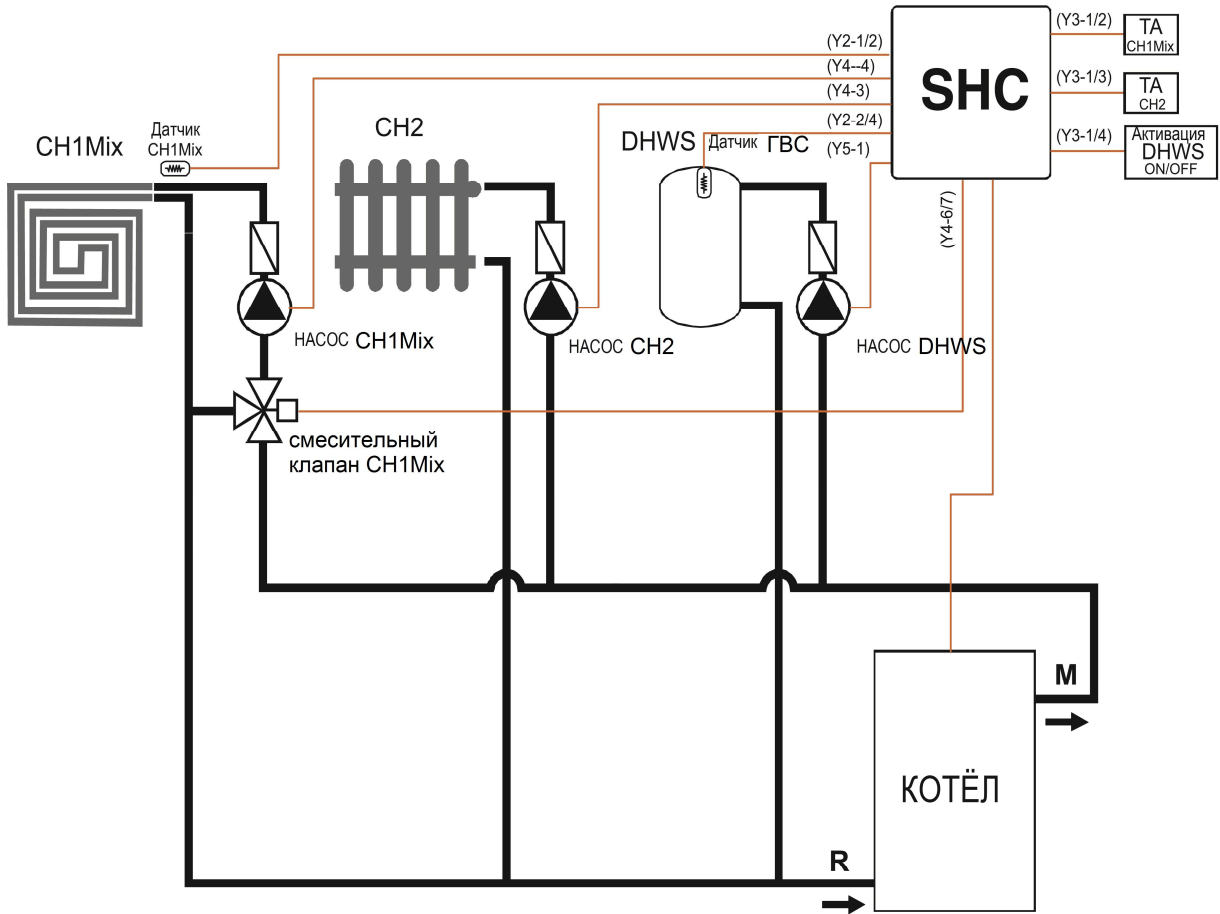 (Y3-1/2)
TA
CH1Mix
(Y2-1/2)
(Y4--4)
SHC
(Y3-1/3)
TA
CH2
(Y4-3)
(Y2-2/4)
Датчик
CH1Mix
CH2
CH1Mix
DHWS
Датчик ГВС
(Y5-1)
(Y3-1/4)
Активация
DHWS
ON/OFF
(Y4-6/7)
НАСОС CH1Mix
НАСОС CH2
НАСОС DHWS
смесительный
клапан CH1Mix
M
КОТЁЛ
R